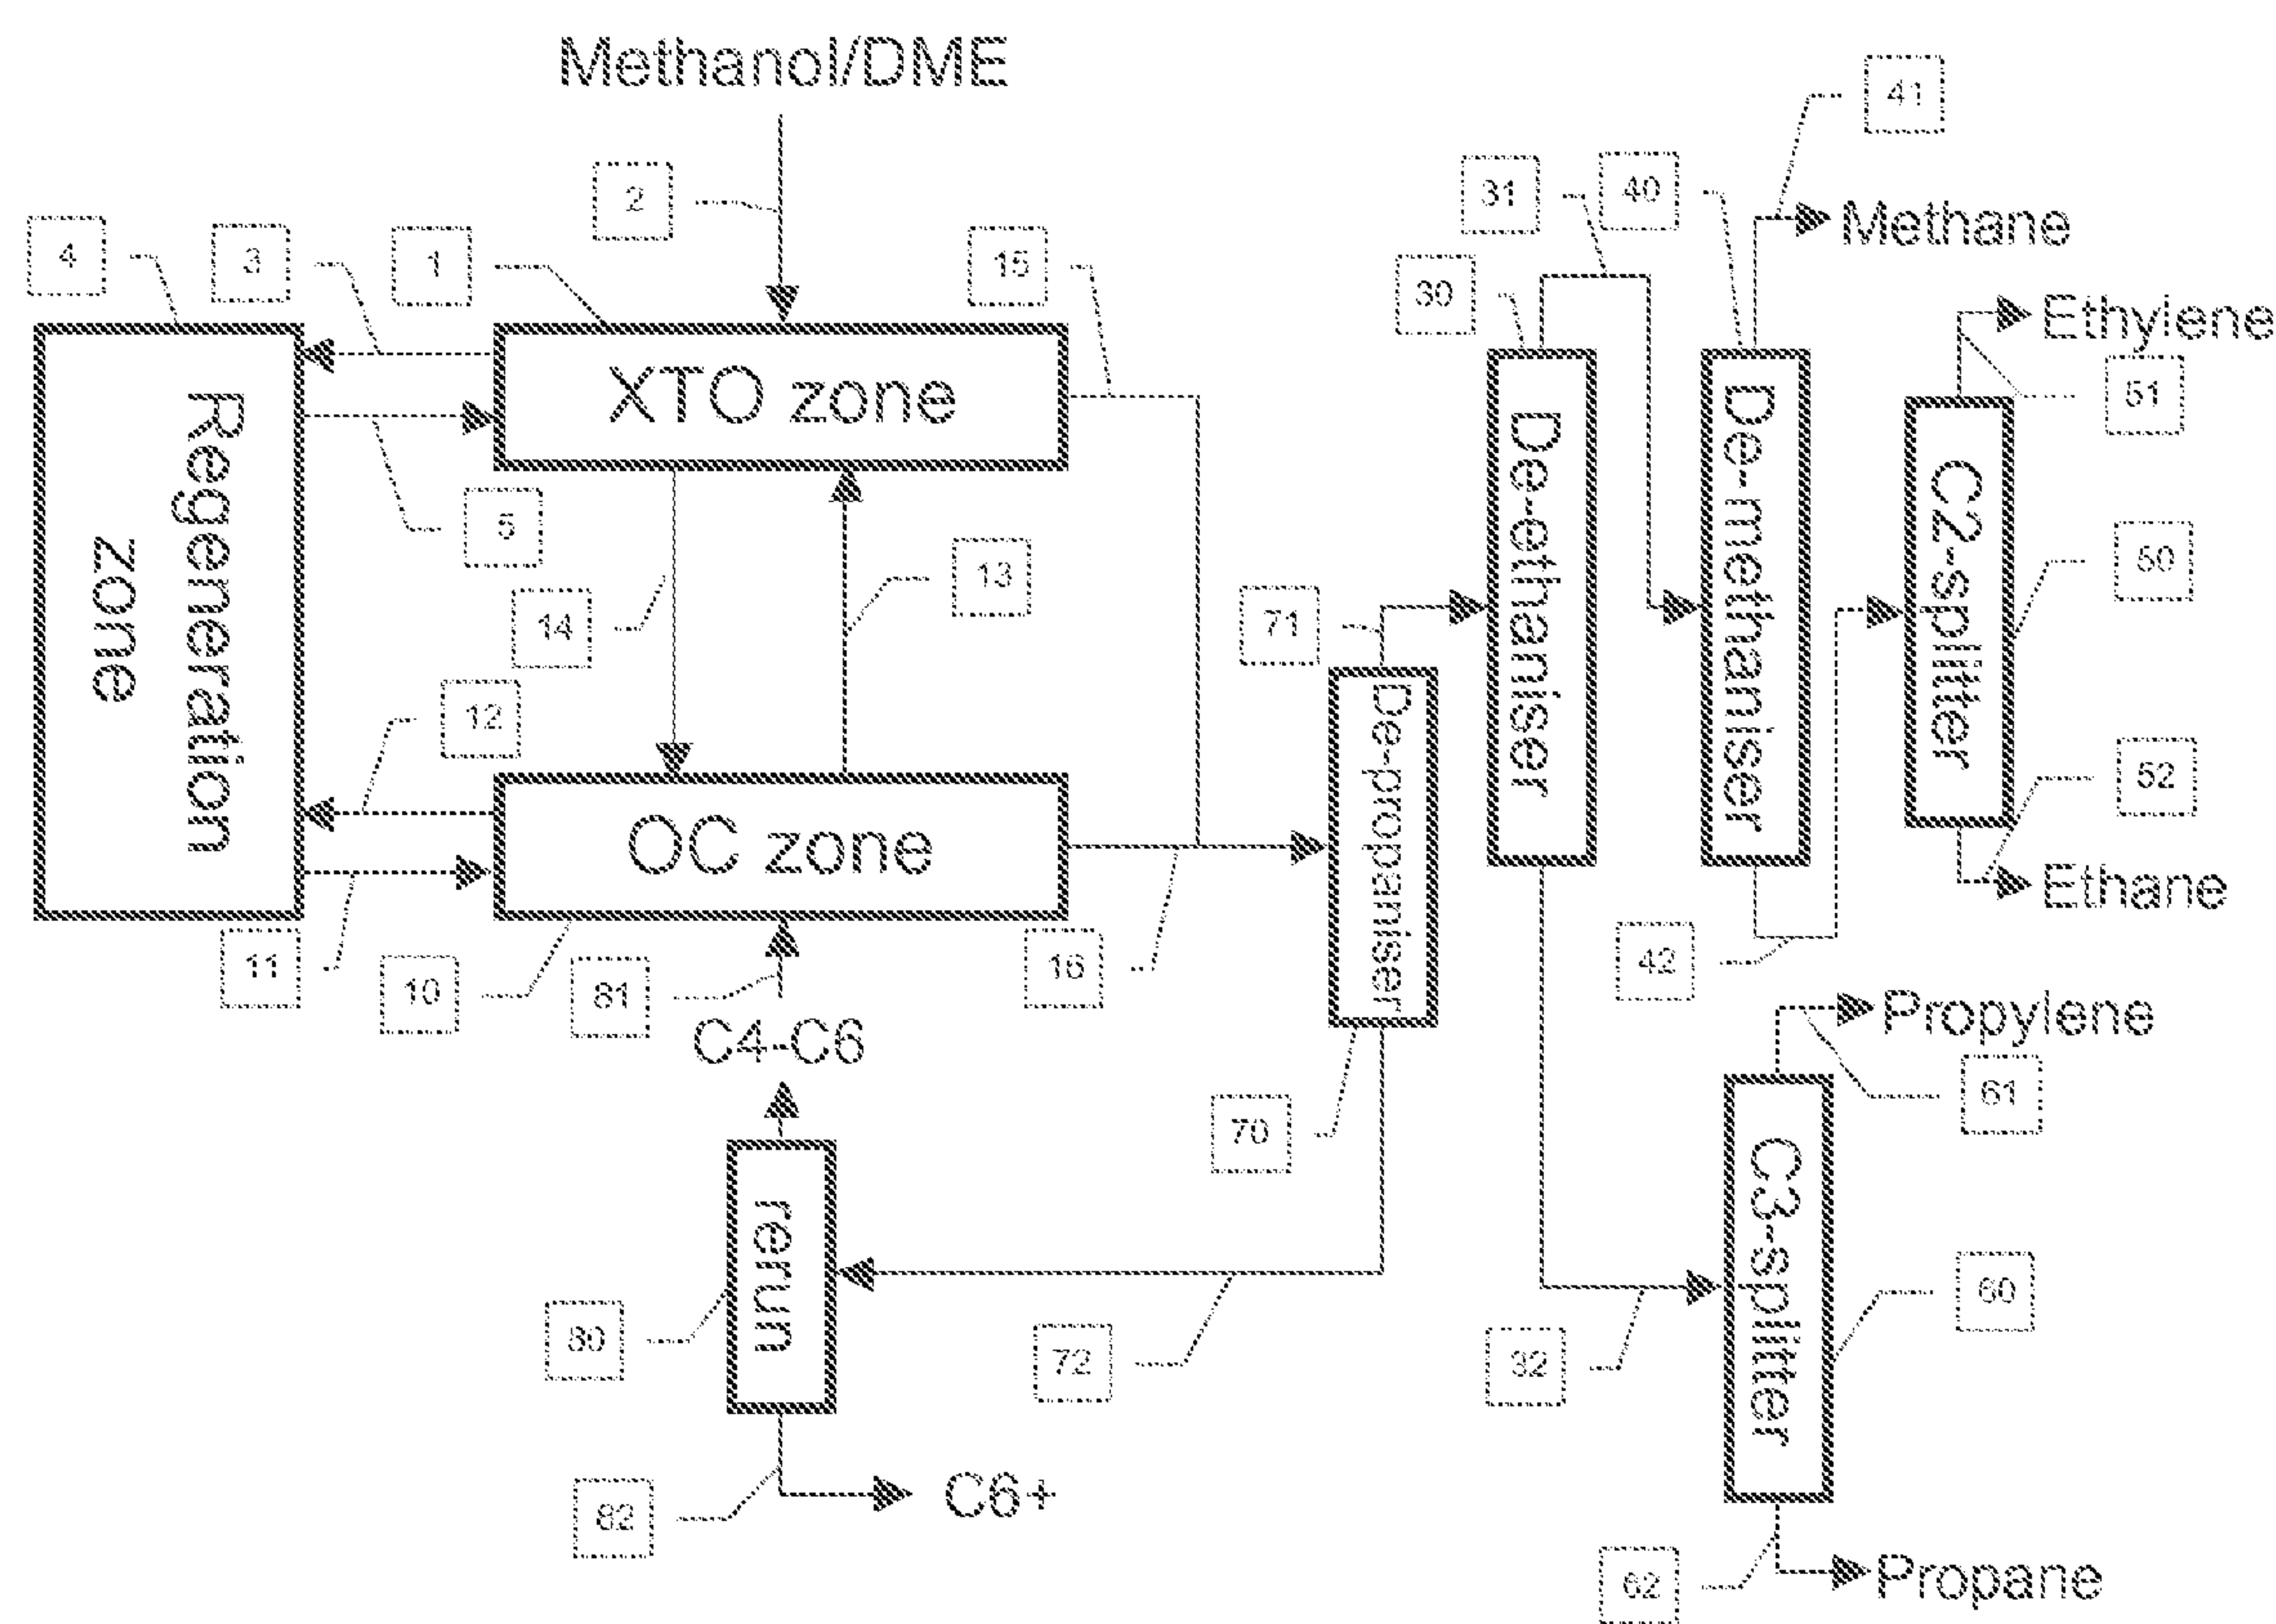 Methanol/DME
41
2
31
40
Methane
4
3
1
15
30
Ethylene
XTO zone
51
Regeneration
zone
De-ethaniser
De-methaniser
C2-splitter
5
14
13
71
50
12
De-propaniser
52
OC zone
Ethane
11
10
81
16
42
C4-C6
Propylene
61
70
rerun
C3-splitter
60
80
72
32
C6+
82
62
Propane